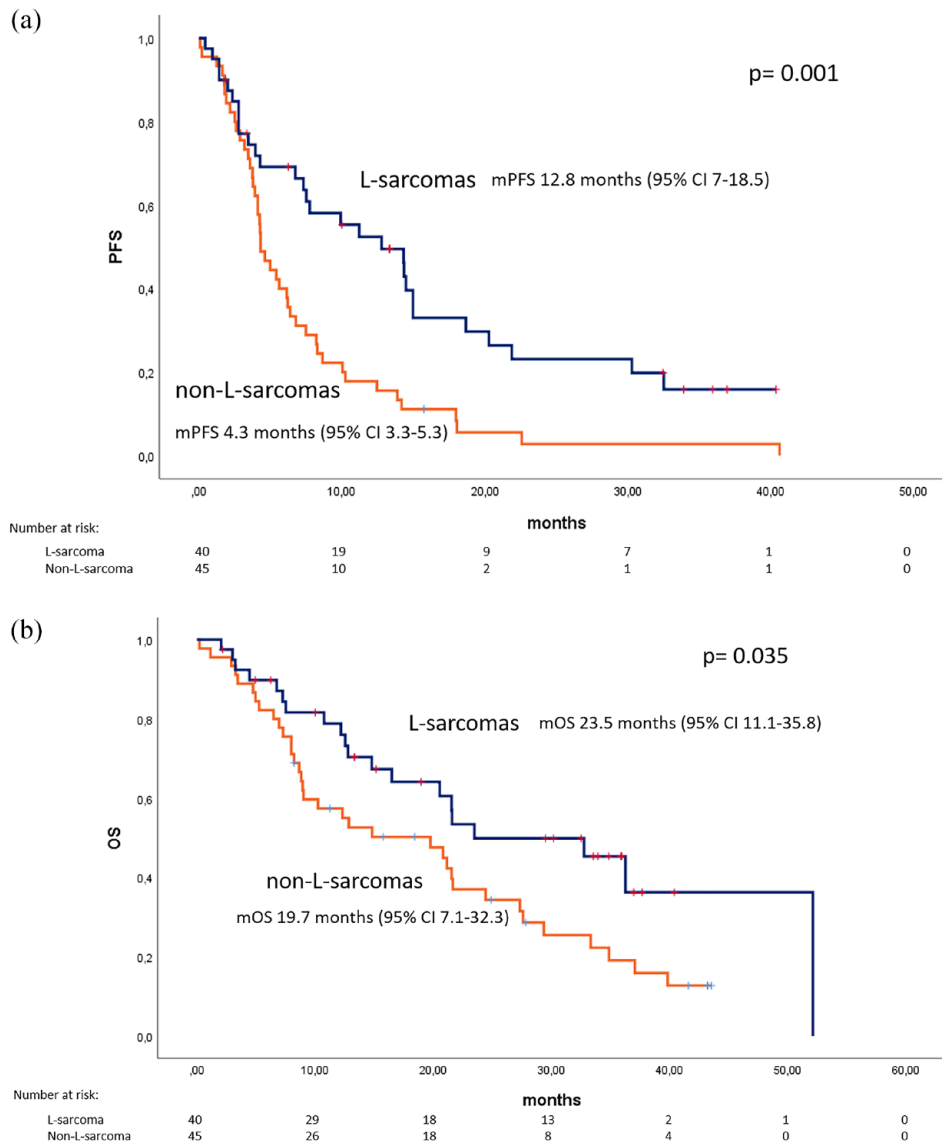 (a)
1,0
p= 0.001
0,8
L-sarcomas mPFS 12.8 months (95% CI 7-18.5)
0,6
PFS
0,4
non-L-sarcomas
0,2
mPFS 4.3 months (95% CI 3.3-5.3)
0,0
,00 10,00 20,00 30,00 40,00 50,00
months
Number at risk:
L-sarcoma 40 19 9 7 1 0
Non-L-sarcoma 45 10 2 1 1 0
(b)
1,0
p= 0.035
0,8
L-sarcomas mOS 23.5 months (95% CI 11.1-35.8)
0,6
OS
0,4
non-L-sarcomas
mOS 19.7 months (95% CI 7.1-32.3)
0,2
0,0
,00 10,00 20,00 30,00 40,00 50,00 60,00
months
Number at risk:
L-sarcoma 40 29 18 13 2 1 0
Non-L-sarcoma 45 26 18 8 4 0 0